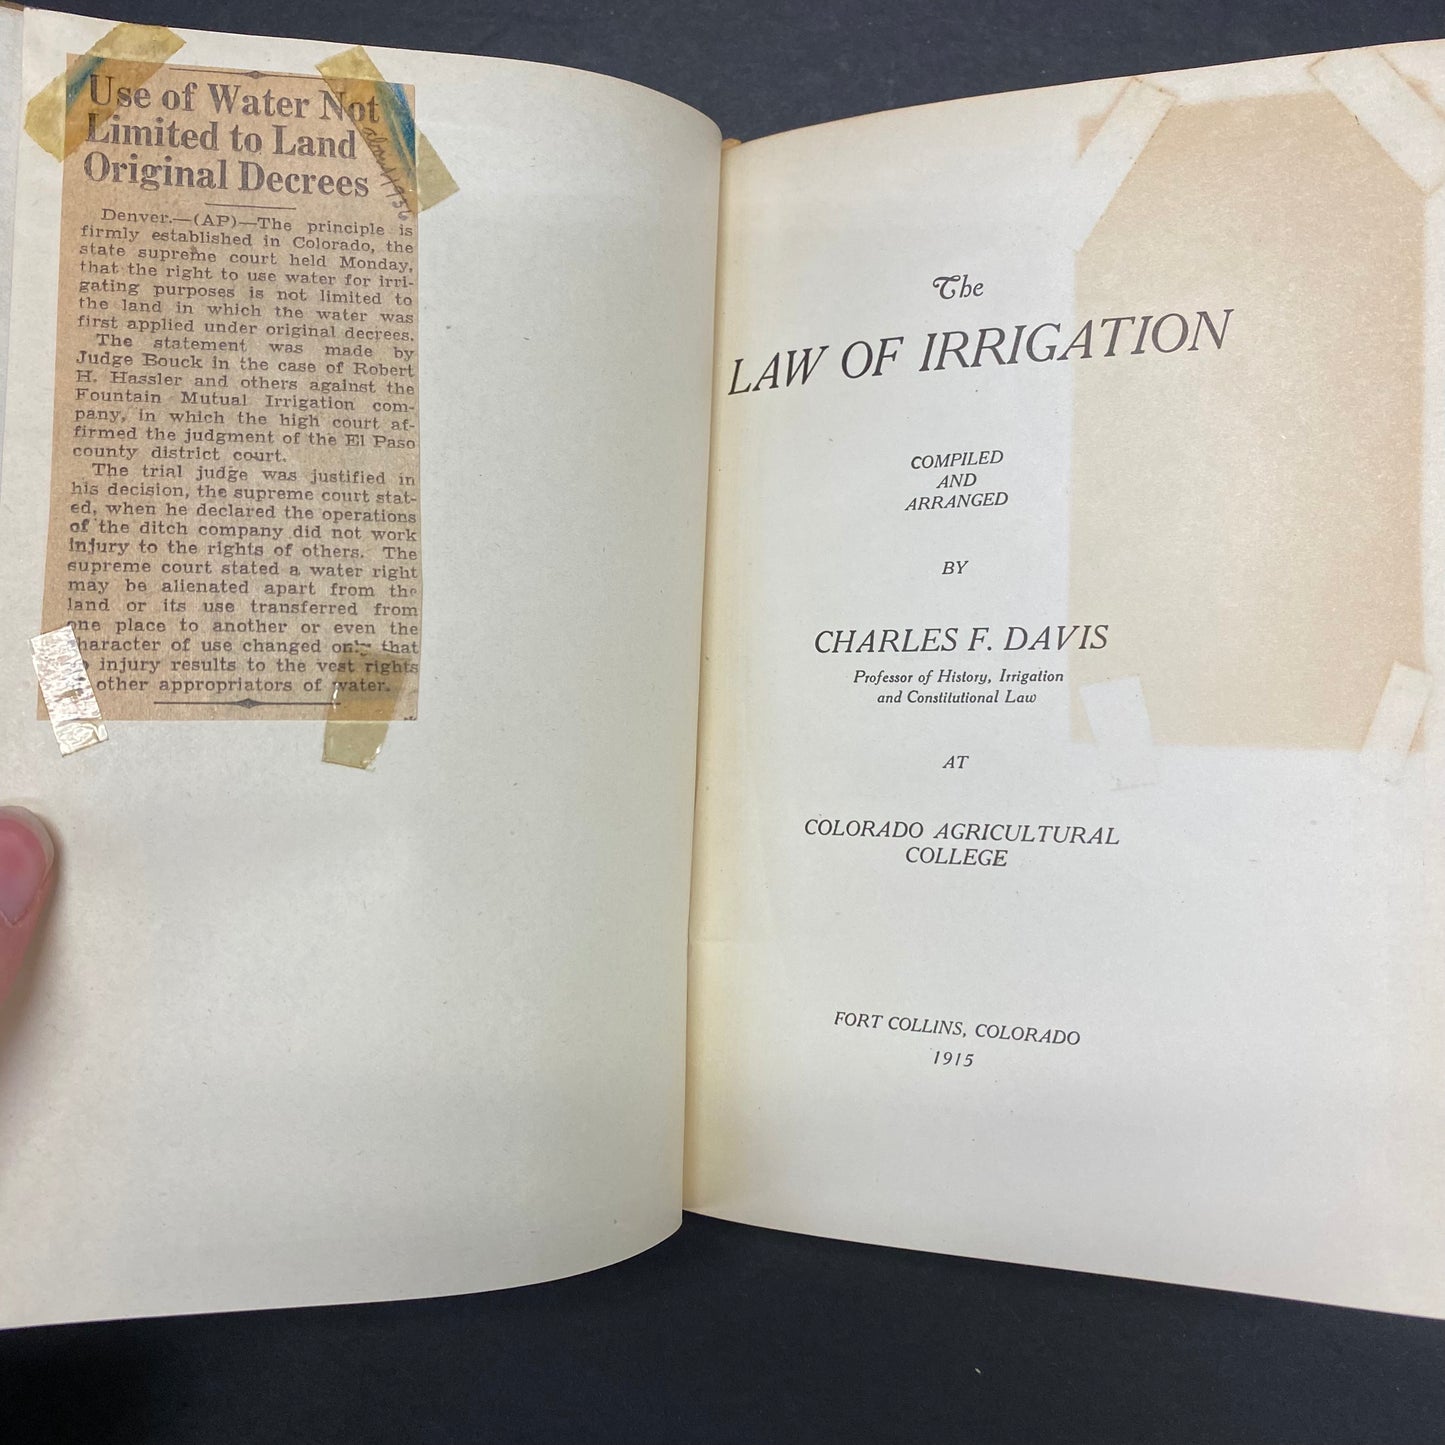 Use of Water Not
Limited to Land
Original Decrees
1936
Denver.—(AP)—The principle is
firmly established in Colorado, the
state supreme court held Monday,
that the right to use water for irri-
gating purposes is not limited to
the land in which the water was
first applied under original decrees.
The statement was made by
Judge Bouck in the case of Robert
H. Hassler and others against the
Fountain Mutual Irrigation com-
pany, in which the high court af-
firmed the judgment of the El Paso
county district court.
The trial judge was justified in
his decision, the supreme court stat-
ed, when he declared the operations
of the ditch company did not work
injury to the rights of others. The
supreme court stated a water right
may be alienated apart from the
land or its use transferred from
one place to another or even the
character of use changed only that
injury results to the vest rights
other appropriators of water.
The
LAW OF IRRIGATION
COMPILED
AND
ARRANGED
BY
CHARLES F. DAVIS
Professor of History, Irrigation
and Constitutional Law
AT
COLORADO AGRICULTURAL
COLLEGE
FORT COLLINS, COLORADO
1915